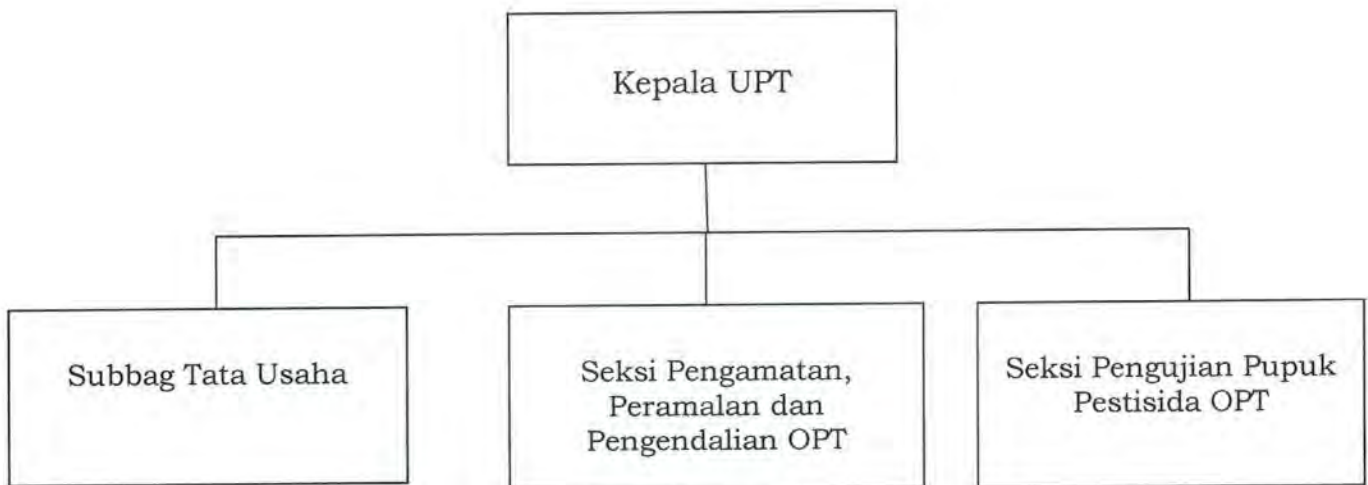 Kepala UPT
Subbag Tata Usaha
Seksi Pengamatan,
Peramalan dan
Pengendalian OPT
Seksi Pengujian Pupuk
Pestisida OPT